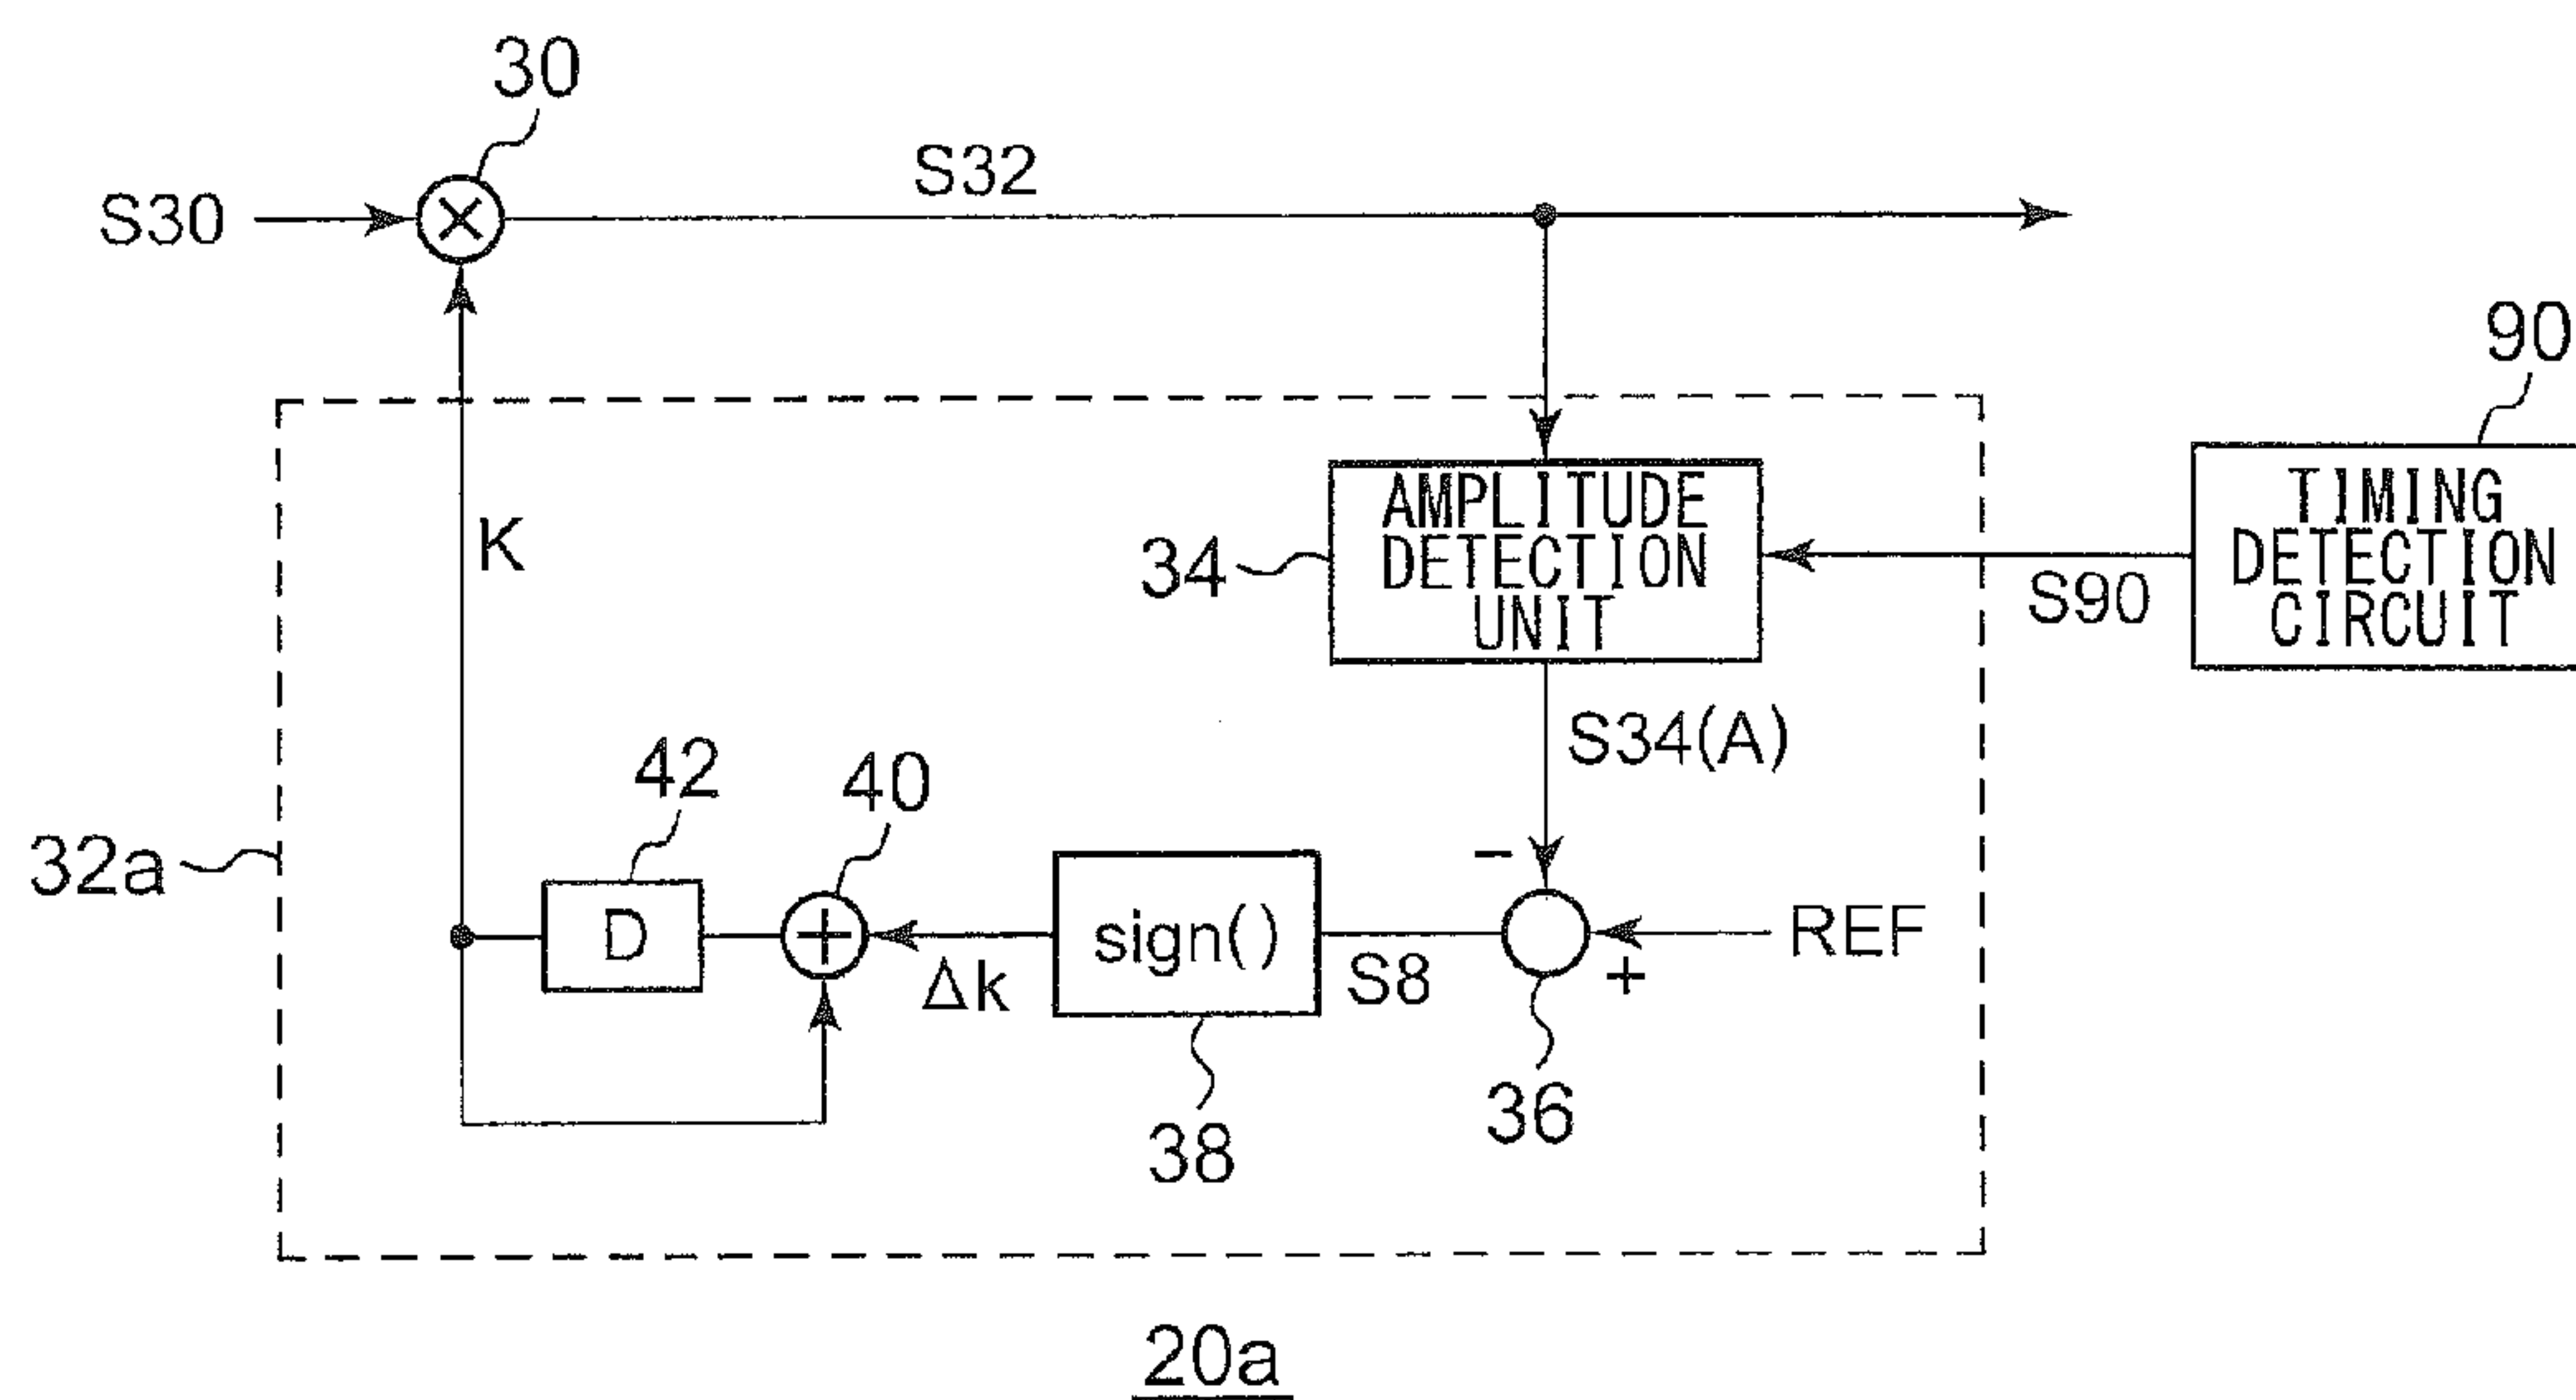 30
S30
S32
90
K
34
AMPLITUDE
DETECTION
UNIT
S90
TIMING
DETECTION
CIRCUIT
S34(A)
42
40
32a
D
Δk
sign()
S8
-
+
REF
38
36
20a